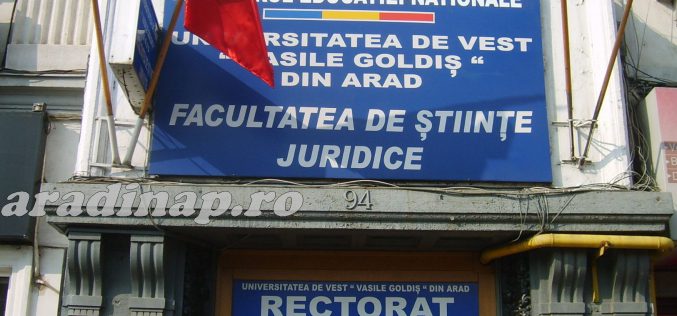 EDUCAȚIEI NAȚIONALE
UNIVERSITATEA DE VEST
“ VASILE GOLDIȘ “
DIN ARAD
FACULTATEA DE ȘTIINȚE
JURIDICE
aradinap.ro
94
UNIVERSITATEA DE VEST “ VASILE GOLDIȘ “ DIN ARAD
RECTORAT